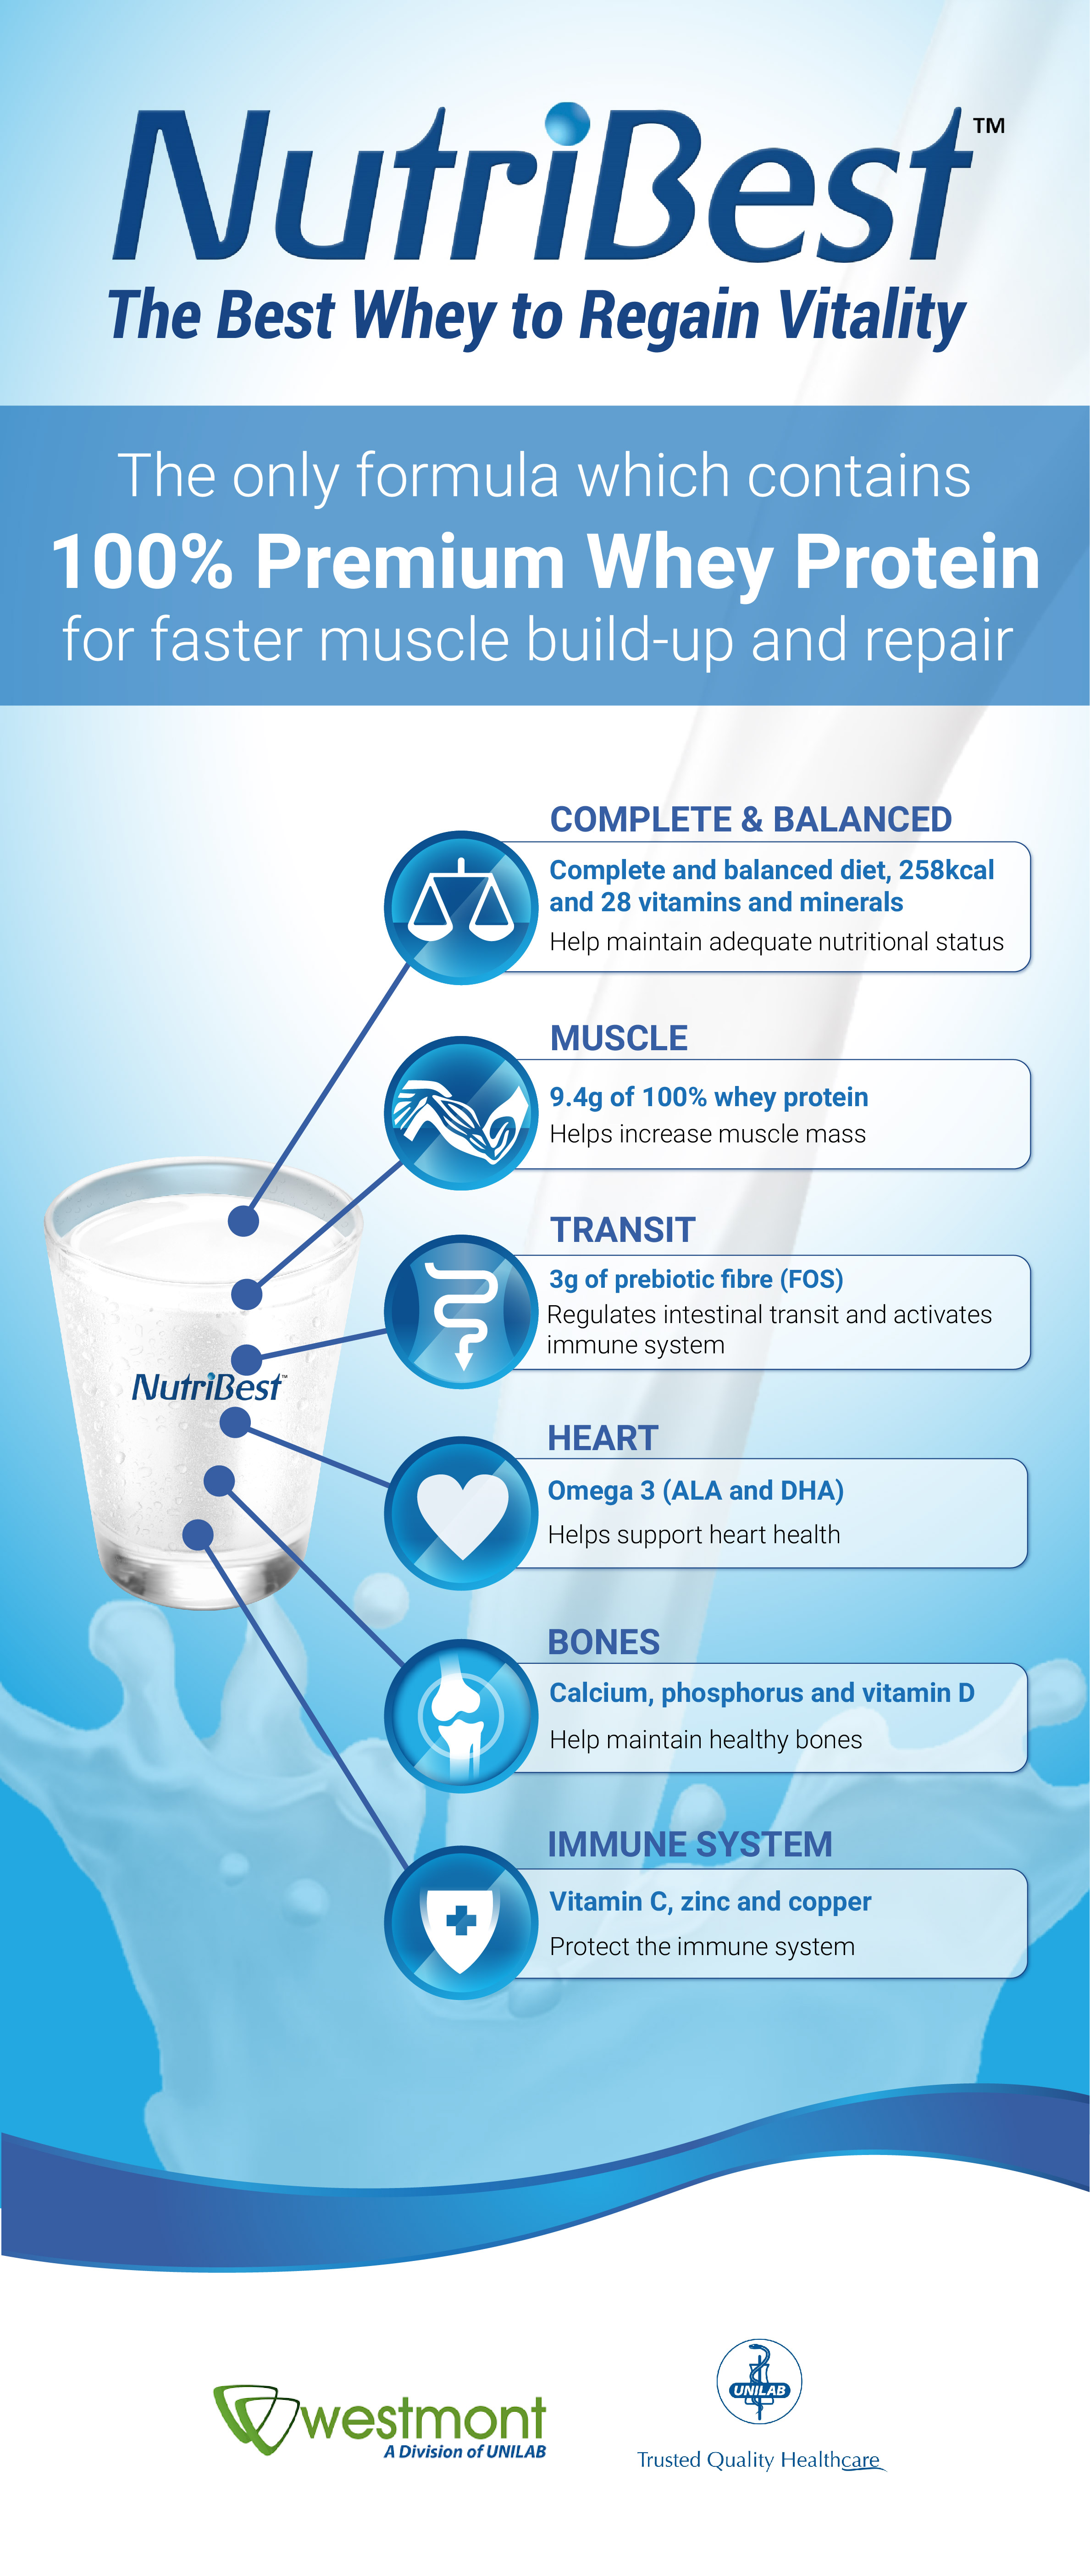 NutriBest™
The Best Whey to Regain Vitality
The only formula which contains
100% Premium Whey Protein
for faster muscle build-up and repair
COMPLETE & BALANCED
Complete and balanced diet, 258kcal
and 28 vitamins and minerals
Help maintain adequate nutritional status
MUSCLE
9.4g of 100% whey protein
Helps increase muscle mass
TRANSIT
3g of prebiotic fibre (FOS)
Regulates intestinal transit and activates
immune system
NutriBest™
HEART
Omega 3 (ALA and DHA)
Helps support heart health
BONES
Calcium, phosphorus and vitamin D
Help maintain healthy bones
IMMUNE SYSTEM
Vitamin C, zinc and copper
Protect the immune system
westmont
A Division of UNILAB
UNILAB
Trusted Quality Healthcare